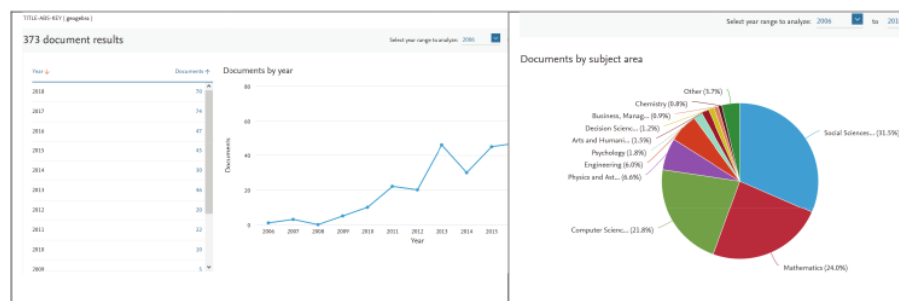 TITLE-ABS-KEY ( geogebra )
373 document results
Select year range to analyze: 2006
Year Documents
2018 70
2017 74
2016 47
2015 45
2014 30
2013 46
2012 20
2011 22
2010 10
2009 5
Documents by year
80
60
40
20
0
Documents
2006 2007 2008 2009 2010 2011 2012 2013 2014 2015
Year
Select year range to analyze: 2006 to
Documents by subject area
Other (3.7%)
Chemistry (0.8%)
Business, Manag... (0.9%)
Decision Scienc... (1.2%)
Arts and Humani... (1.5%)
Psychology (1.8%)
Engineering (6.0%)
Physics and Ast... (6.6%)
Computer Scienc... (21.8%)
Social Sciences... (31.5%)
Mathematics (24.0%)